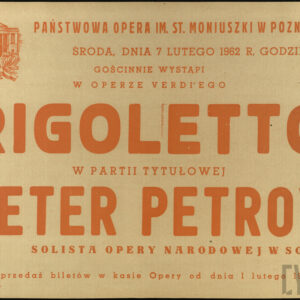 PAŃSTWOWA OPERA IM. ST. MONIUSZKI W POZN
ŚRODA, DNIA 7 LUTEGO 1962 R, GODZI
GOŚCINNIE WYSTĄPI
W OPERZE VERDI'EGO
RIGOLETTO
W PARTII TYTUŁOWEJ
ETER PETRO
SOLISTA OPERY NARODOWEJ W SO
przedaż biletów w kasie Opery od dnia 1 lutego 1